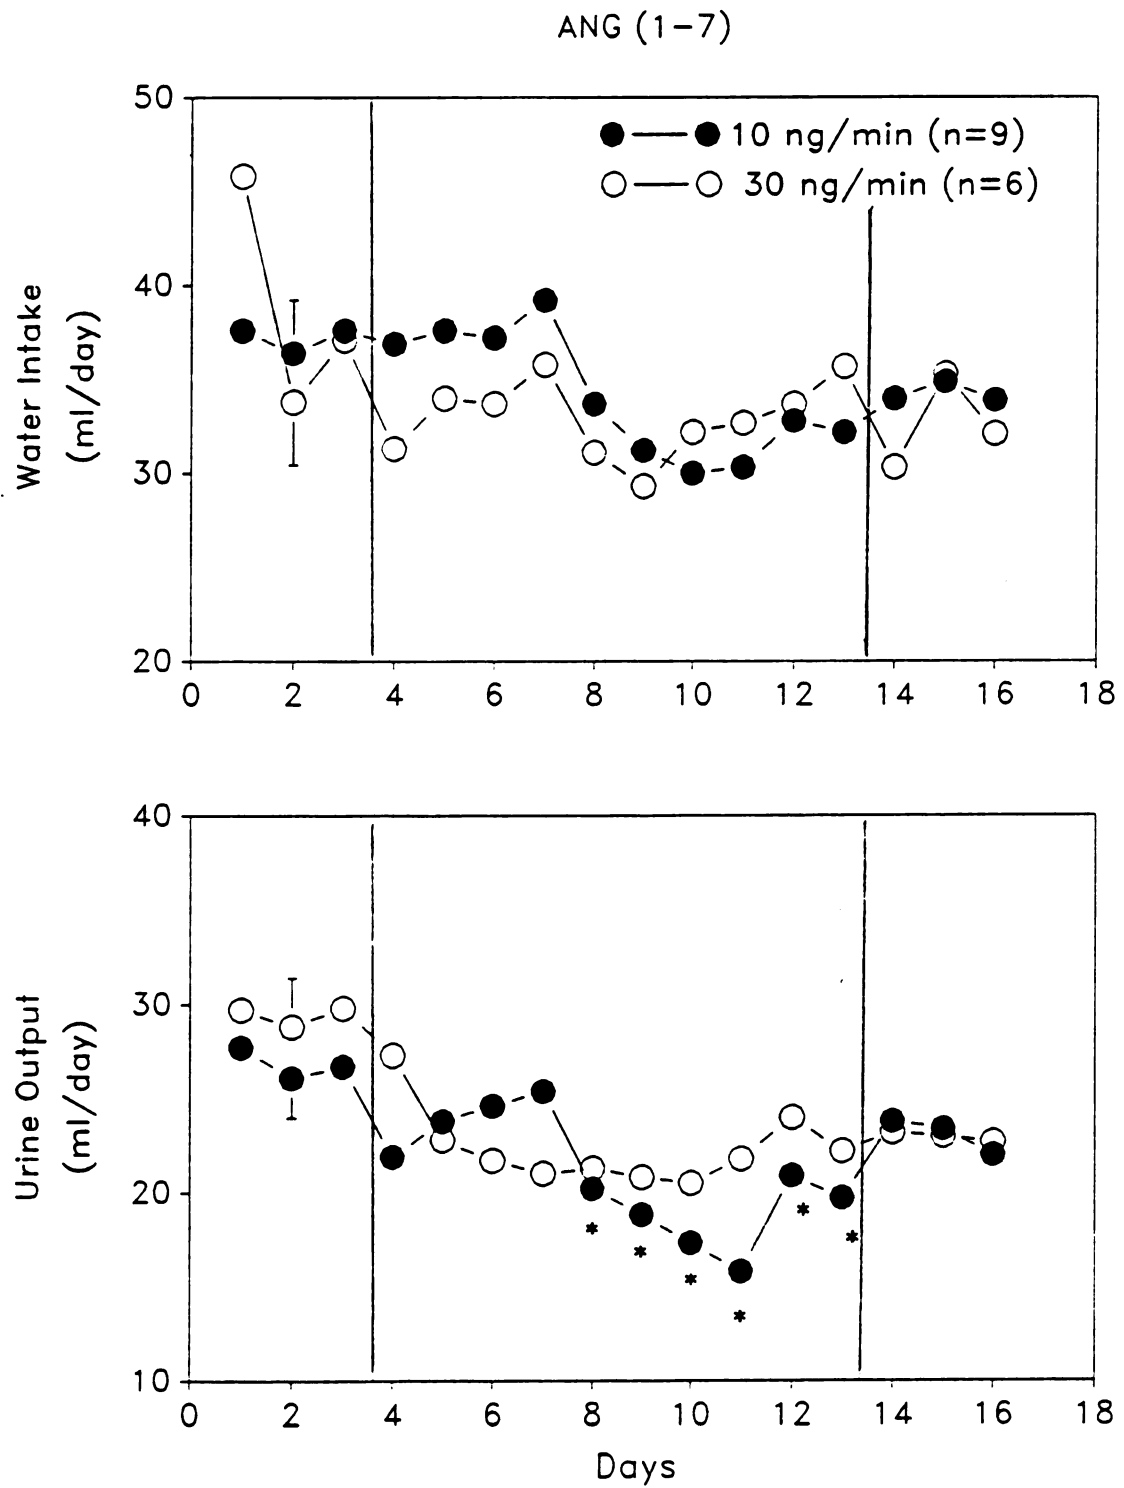 ANG (1-7)
50
10 ng/min (n=9)
30 ng/min (n=6)
40
Water Intake
(ml/day)
30
20
0 2 4 6 8 10 12 14 16 18
40
30
Urine Output
(ml/day)
20
* * * * * *
10
0 2 4 6 8 10 12 14 16 18
Days